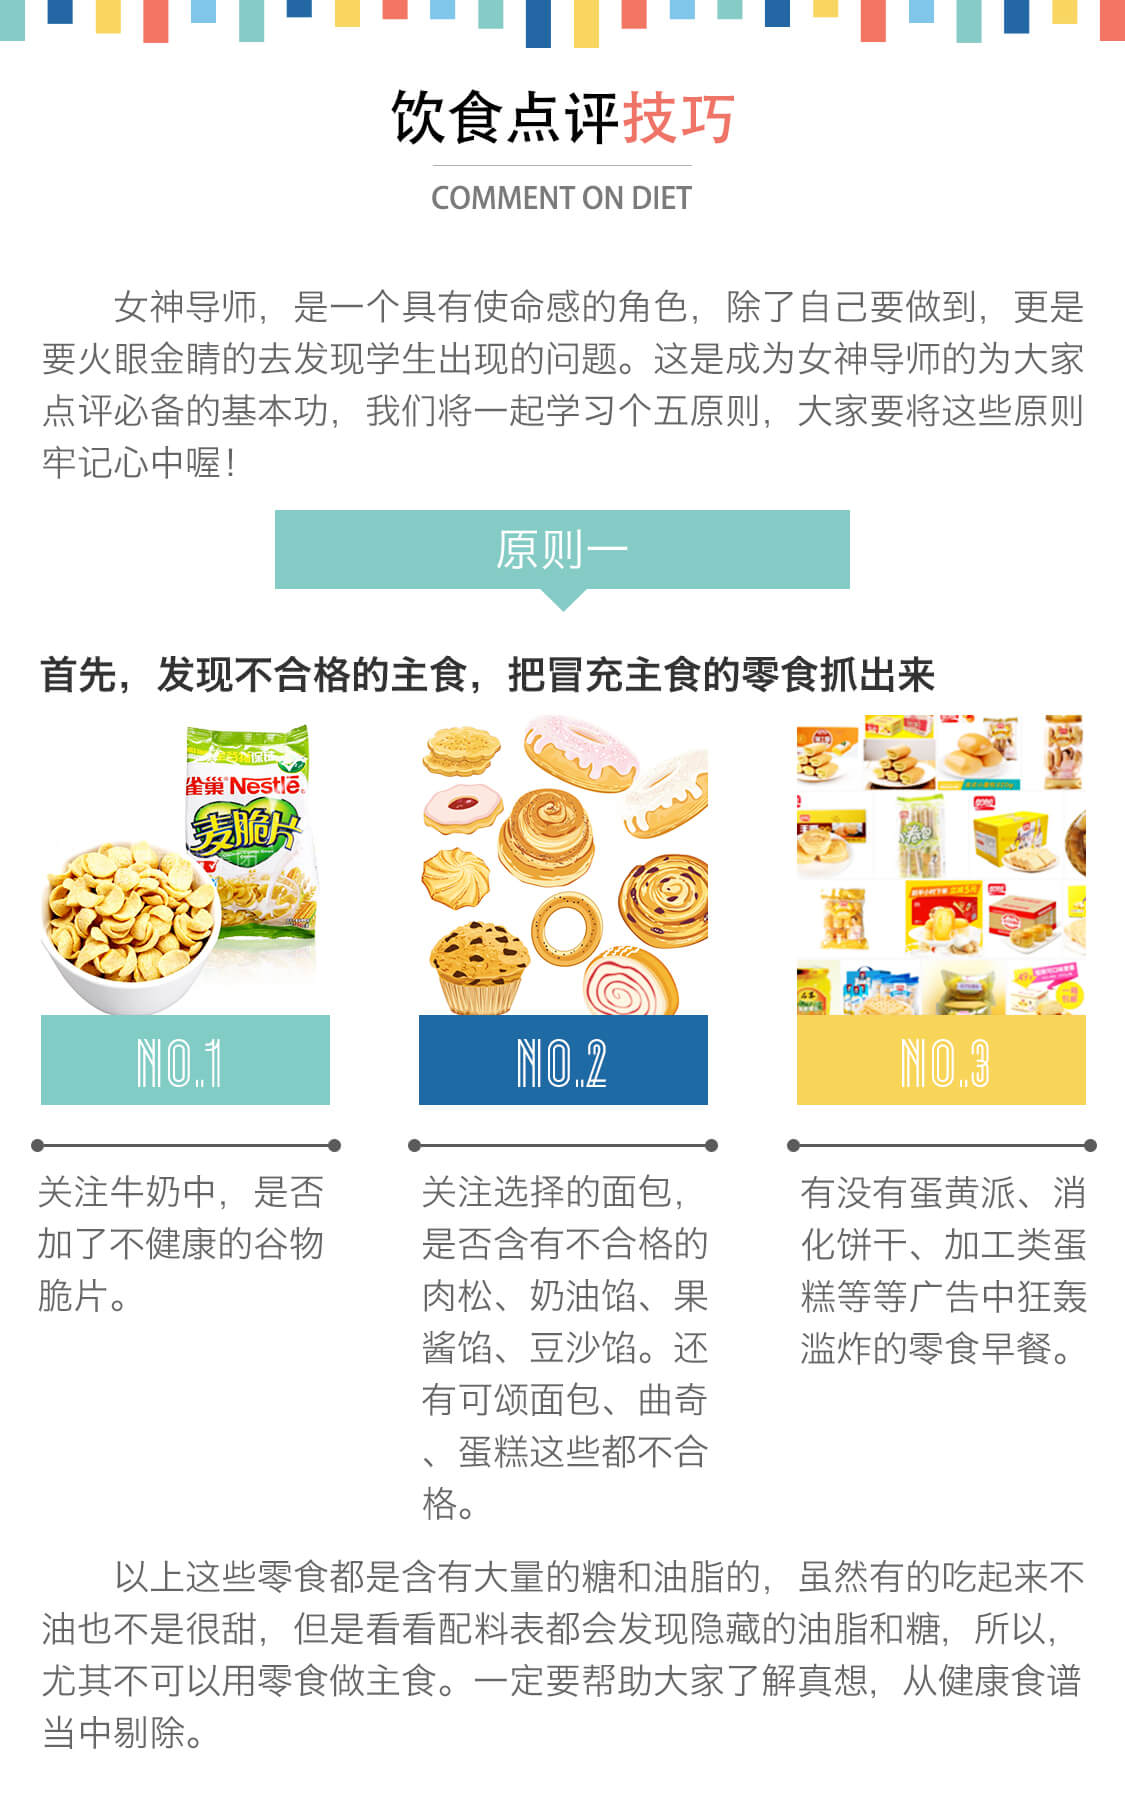 饮食点评技巧
COMMENT ON DIET
女神导师，是一个具有使命感的角色，除了自己要做到，更是
要火眼金睛的去发现学生出现的问题。这是成为女神导师的为大家
点评必备的基本功，我们将一起学习个五原则，大家要将这些原则
牢记心中喔！
原则一
首先，发现不合格的主食，把冒充主食的零食抓出来
雀巢 Nestlé
麦脆片
NO.1
NO.2
NO.3
关注牛奶中，是否
加了不健康的谷物
脆片。
关注选择的面包，
是否含有不合格的
肉松、奶油馅、果
酱馅、豆沙馅。还
有可颂面包、曲奇
、蛋糕这些都不合
格。
有没有蛋黄派、消
化饼干、加工类蛋
糕等等广告中狂轰
滥炸的零食早餐。
以上这些零食都是含有大量的糖和油脂的，虽然有的吃起来不
油也不是很甜，但是看看配料表都会发现隐藏的油脂和糖，所以，
尤其不可以用零食做主食。一定要帮助大家了解真想，从健康食谱
当中剔除。